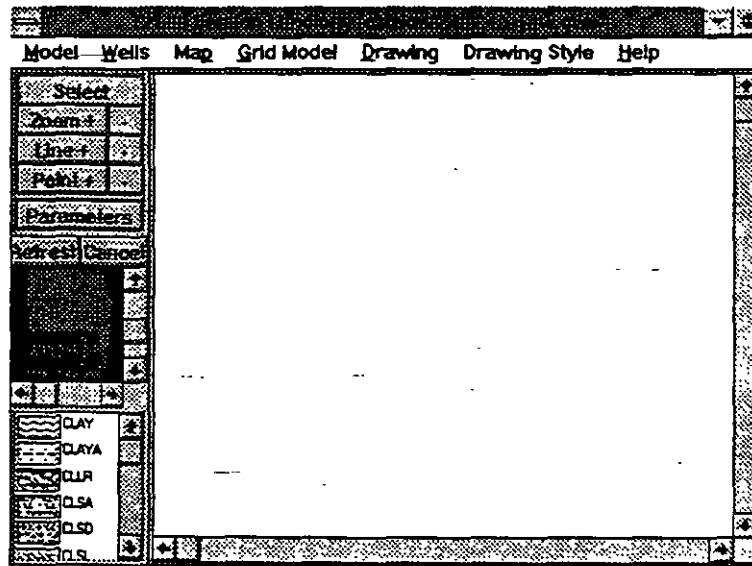 Model Wells Map Grid Model Drawing Drawing Style Help
Select
Zoom + -
Line + -
Point + -
Parameters
Refresh Cancel
CLAY
CLAYA
CLLR
CLSA
CLSD
CLSL